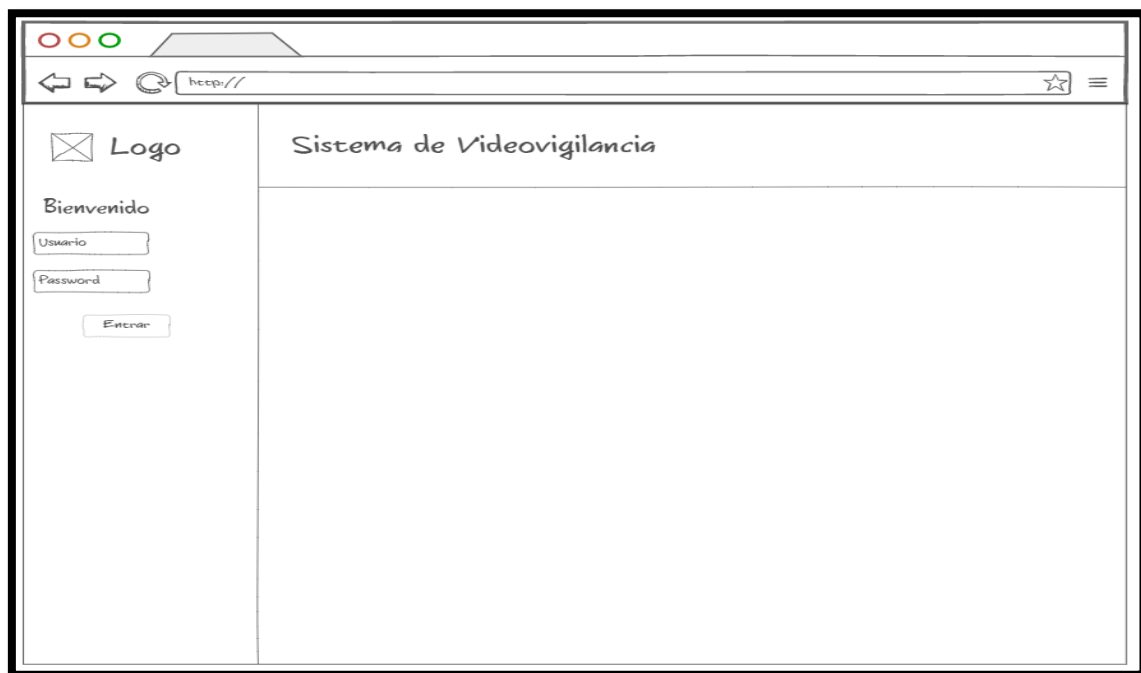 http://
Logo
Sistema de Videovigilancia
Bienvenido
Usuario
Password
Entrar